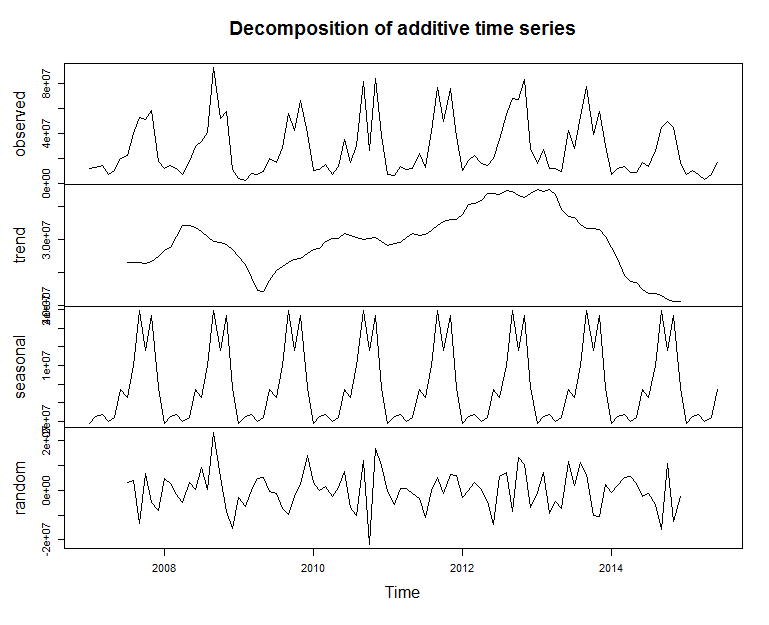 Decomposition of additive time series
observed
8e+07
4e+07
0e+00
trend
3.0e+07
seasonal
1e+07
random
2e+07
0e+00
-2e+07
2008
2010
2012
2014
Time